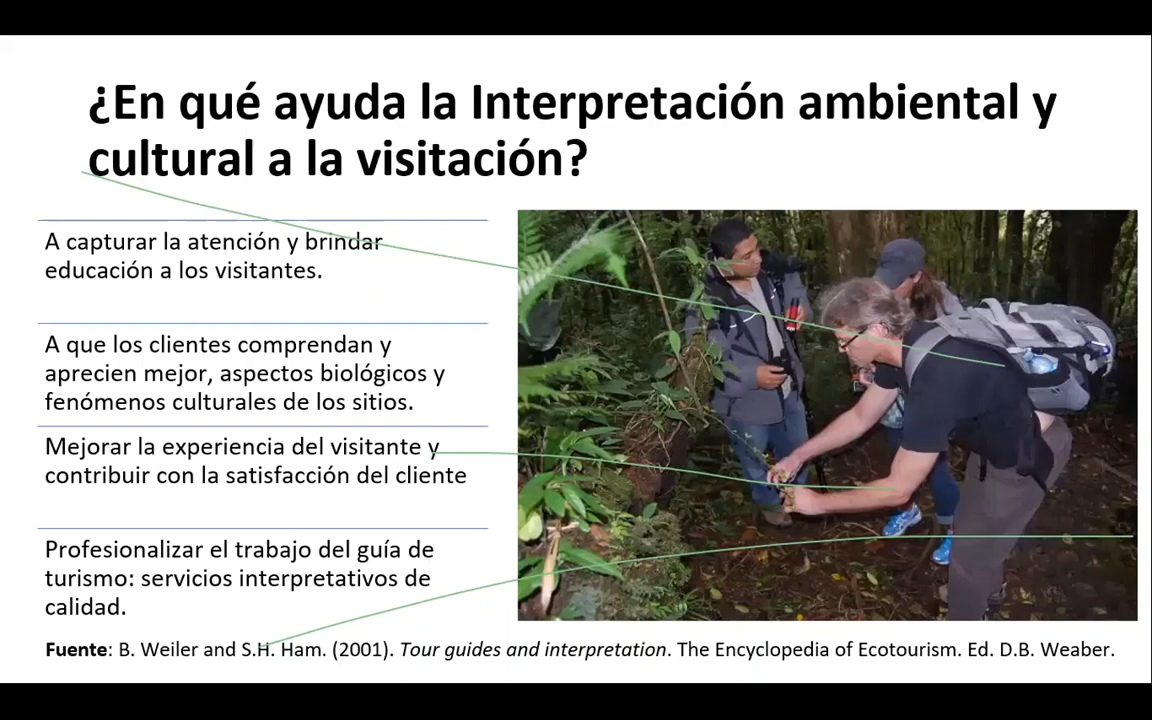 ¿En qué ayuda la Interpretación ambiental y
cultural a la visitación?
A capturar la atención y brindar
educación a los visitantes.
A que los clientes comprendan y
aprecien mejor, aspectos biológicos y
fenómenos culturales de los sitios.
Mejorar la experiencia del visitante y
contribuir con la satisfacción del cliente
Profesionalizar el trabajo del guía de
turismo: servicios interpretativos de
calidad.
Fuente: B. Weiler and S.H. Ham. (2001). Tour guides and interpretation. The Encyclopedia of Ecotourism. Ed. D.B. Weaber.